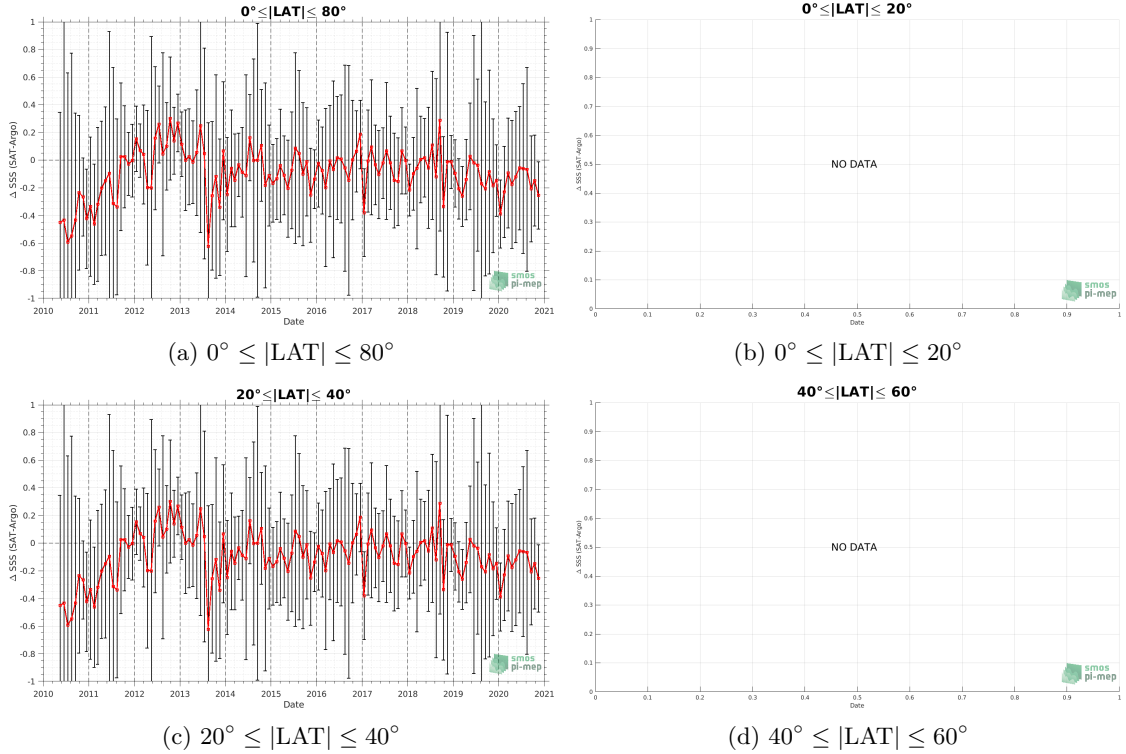 0°≤|LAT|≤ 80°
1
0.8
0.6
0.4
0.2
0
-0.2
-0.4
-0.6
-0.8
-1
Δ SSS (SAT-Argo)
2010 2011 2012 2013 2014 2015 2016 2017 2018 2019 2020 2021
Date
smos
pi-mep
(a) 0° ≤ |LAT| ≤ 80°
0°≤|LAT|≤ 20°
1
0.9
0.8
0.7
0.6
0.5
0.4
0.3
0.2
0.1
0
Δ SSS (SAT-Argo)
NO DATA
0 0.1 0.2 0.3 0.4 0.5 0.6 0.7 0.8 0.9 1
Date
smos
pi-mep
(b) 0° ≤ |LAT| ≤ 20°
20°≤|LAT|≤ 40°
1
0.8
0.6
0.4
0.2
0
-0.2
-0.4
-0.6
-0.8
-1
Δ SSS (SAT-Argo)
2010 2011 2012 2013 2014 2015 2016 2017 2018 2019 2020 2021
Date
smos
pi-mep
(c) 20° ≤ |LAT| ≤ 40°
40°≤|LAT|≤ 60°
1
0.9
0.8
0.7
0.6
0.5
0.4
0.3
0.2
0.1
0
Δ SSS (SAT-Argo)
NO DATA
0 0.1 0.2 0.3 0.4 0.5 0.6 0.7 0.8 0.9 1
Date
smos
pi-mep
(d) 40° ≤ |LAT| ≤ 60°